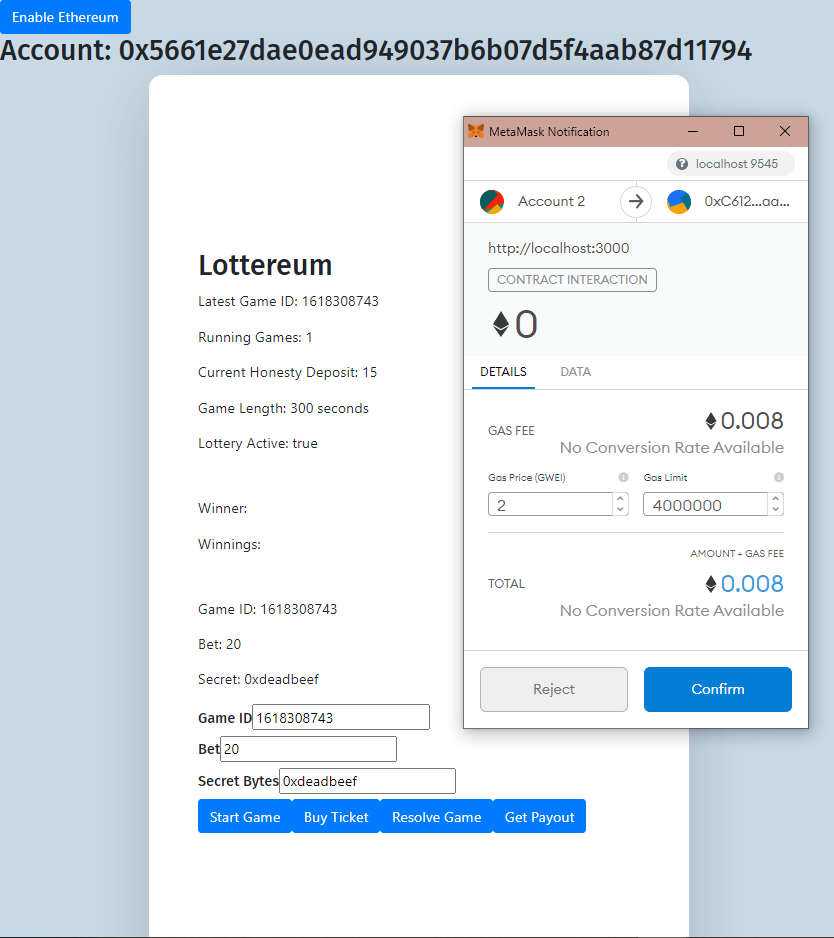 Enable Ethereum
Account: 0x5661e27dae0ead949037b6b07d5f4aab87d11794
Lottereum
Latest Game ID: 1618308743
Running Games: 1
Current Honesty Deposit: 15
Game Length: 300 seconds
Lottery Active: true
Winner:
Winnings:
Game ID: 1618308743
Bet: 20
Secret: 0xdeadbeef
Game ID 1618308743
Bet 20
Secret Bytes 0xdeadbeef
Start Game Buy Ticket Resolve Game Get Payout
MetaMask Notification
? localhost 9545
Account 2 0xC612...aa...
http://localhost:3000
CONTRACT INTERACTION
0
DETAILS DATA
GAS FEE 0.008
No Conversion Rate Available
Gas Price (GWEI) i Gas Limit i
2 4000000
AMOUNT + GAS FEE
TOTAL 0.008
No Conversion Rate Available
Reject Confirm